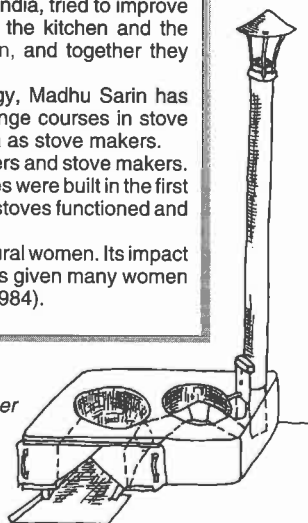 ndia, tried to improve
the kitchen and the
n, and together they
gy, Madhu Sarin has
nge courses in stove
a as stove makers.
ers and stove makers.
es were built in the first
stoves functioned and
ural women. Its impact
s given many women
984).
er